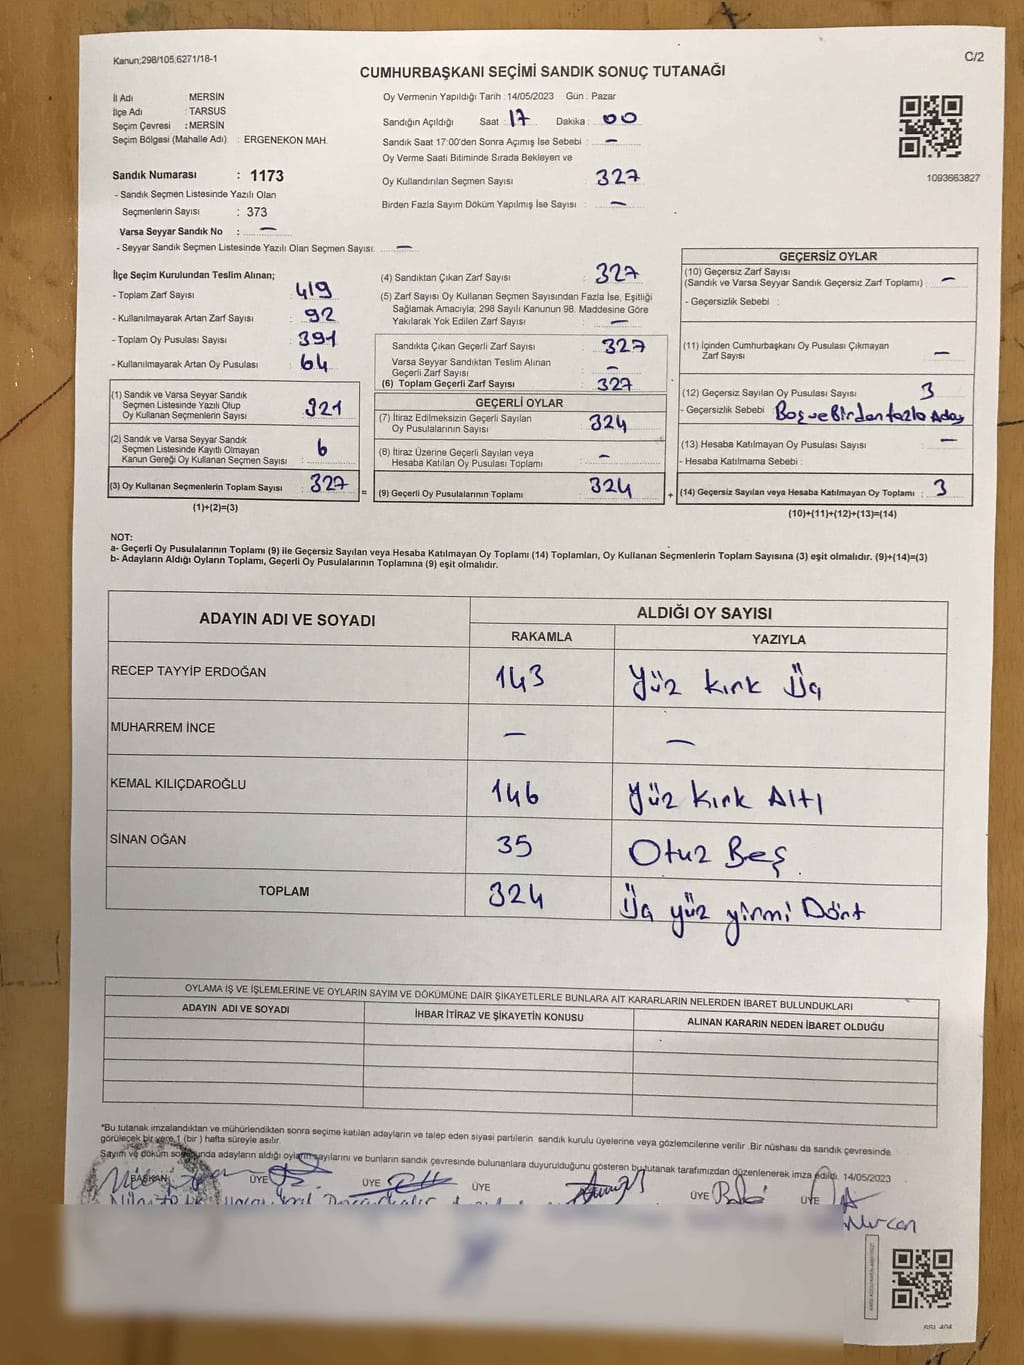 Kanun;298/105,6271/18-1
C/2
CUMHURBAŞKANI SEÇİMİ SANDIK SONUÇ TUTANAĞI
İl Adı : MERSİN
İlçe Adı : TARSUS
Seçim Çevresi : MERSİN
Seçim Bölgesi (Mahalle Adı) : ERGENEKON MAH.
Oy Vermenin Yapıldığı Tarih : 14/05/2023 Gün : Pazar
Sandığın Açıldığı Saat : 17 Dakika : 00
Sandık Saat 17:00'den Sonra Açımış İse Sebebi : —
Oy Verme Saati Bitiminde Sırada Bekleyen ve
Oy Kullandırılan Seçmen Sayısı : 327
Birden Fazla Sayım Döküm Yapılmış İse Sayısı : —
1093663827
Sandık Numarası : 1173
- Sandık Seçmen Listesinde Yazılı Olan
Seçmenlerin Sayısı : 373
Varsa Seyyar Sandık No : —
- Seyyar Sandık Seçmen Listesinde Yazılı Olan Seçmen Sayısı: —
İlçe Seçim Kurulundan Teslim Alınan;
- Toplam Zarf Sayısı : 419
- Kullanılmayarak Artan Zarf Sayısı : 92
- Toplam Oy Pusulası Sayısı : 391
- Kullanılmayarak Artan Oy Pusulası : 64
(1) Sandık ve Varsa Seyyar Sandık
Seçmen Listesinde Yazılı Olup
Oy Kullanan Seçmenlerin Sayısı : 321
(2) Sandık ve Varsa Seyyar Sandık
Seçmen Listesinde Kayıtlı Olmayan
Kanun Gereği Oy Kullanan Seçmen Sayısı : 6
(3) Oy Kullanan Seçmenlerin Toplam Sayısı : 327
(1)+(2)=(3)
(4) Sandıktan Çıkan Zarf Sayısı : 327
(5) Zarf Sayısı Oy Kullanan Seçmen Sayısından Fazla İse, Eşitliği
Sağlamak Amacıyla; 298 Sayılı Kanunun 98. Maddesine Göre
Yakılarak Yok Edilen Zarf Sayısı : —
Sandıkta Çıkan Geçerli Zarf Sayısı : 327
Varsa Seyyar Sandıktan Teslim Alınan
Geçerli Zarf Sayısı : —
(6) Toplam Geçerli Zarf Sayısı : 327
GEÇERLİ OYLAR
(7) İtiraz Edilmeksizin Geçerli Sayılan
Oy Pusulalarının Sayısı : 324
(8) İtiraz Üzerine Geçerli Sayılan veya
Hesaba Katılan Oy Pusulası Toplamı : —
= (9) Geçerli Oy Pusulalarının Toplamı : 324
GEÇERSİZ OYLAR
(10) Geçersiz Zarf Sayısı
(Sandık ve Varsa Seyyar Sandık Geçersiz Zarf Toplamı) : —
- Geçersizlik Sebebi :
(11) İçinden Cumhurbaşkanı Oy Pusulası Çıkmayan
Zarf Sayısı : —
(12) Geçersiz Sayılan Oy Pusulası Sayısı : 3
- Geçersizlik Sebebi : Boş ve Birden fazla Aday
(13) Hesaba Katılmayan Oy Pusulası Sayısı : —
- Hesaba Katılmama Sebebi :
+ (14) Geçersiz Sayılan veya Hesaba Katılmayan Oy Toplamı : 3
(10)+(11)+(12)+(13)=(14)
NOT:
a- Geçerli Oy Pusulalarının Toplamı (9) ile Geçersiz Sayılan veya Hesaba Katılmayan Oy Toplamı (14) Toplamları, Oy Kullanan Seçmenlerin Toplam Sayısına (3) eşit olmalıdır. (9)+(14)=(3)
b- Adayların Aldığı Oyların Toplamı, Geçerli Oy Pusulalarının Toplamına (9) eşit olmalıdır.
ADAYIN ADI VE SOYADI ALDIĞI OY SAYISI
RAKAMLA YAZIYLA
RECEP TAYYİP ERDOĞAN 143 Yüz kırk Üç
MUHARREM İNCE — —
KEMAL KILIÇDAROĞLU 146 Yüz Kırk Altı
SİNAN OĞAN 35 Otuz Beş
TOPLAM 324 Üç yüz yirmi Dört
OYLAMA İŞ VE İŞLEMLERİNE VE OYLARIN SAYIM VE DÖKÜMÜNE DAİR ŞİKAYETLERLE BUNLARA AİT KARARLARIN NELERDEN İBARET BULUNDUKLARI
ADAYIN ADI VE SOYADI İHBAR İTİRAZ VE ŞİKAYETİN KONUSU ALINAN KARARIN NEDEN İBARET OLDUĞU
*Bu tutanak imzalandıktan ve mühürlendikten sonra seçime katılan adayların ve talep eden siyasi partilerin sandık kurulu üyelerine veya gözlemcilerine verilir. Bir nüshası da sandık çevresinde
görülecek bir yere 1 (bir) hafta süreyle asılır.
Sayım ve döküm sonunda adayların aldığı oyların sayılarını ve bunların sandık çevresinde bulunanlara duyurulduğunu gösteren bu tutanak tarafımızdan düzenlenerek imza edildi. 14/05/2023
BAŞKAN ÜYE ÜYE ÜYE ÜYE ÜYE